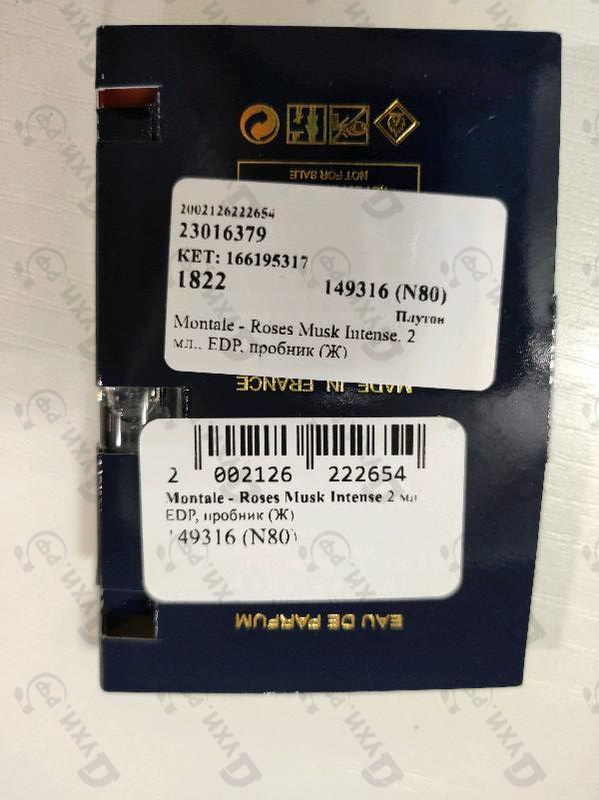 NOT FOR SALE
2002126222654
23016379
КЕТ: 166195317
1822 149316 (N80)
Плутон
Montale - Roses Musk Intense. 2
мл.. EDP, пробник (Ж)
MADE IN FRANCE
2 002126 222654
Montale - Roses Musk Intense 2 мл
EDP, пробник (Ж)
149316 (N80)
EAU DE PARFUM